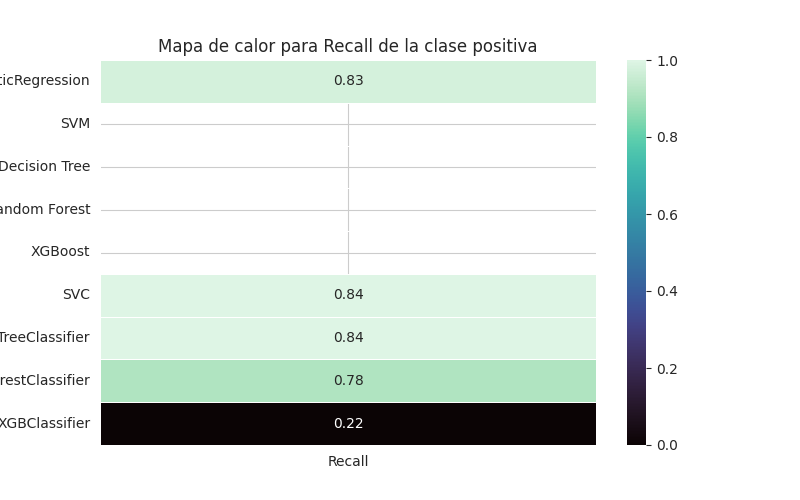 Mapa de calor para Recall de la clase positiva
ticRegression
0.83
SVM
Decision Tree
andom Forest
XGBoost
SVC
0.84
TreeClassifier
0.84
restClassifier
0.78
XGBClassifier
0.22
Recall
1.0
0.8
0.6
0.4
0.2
0.0